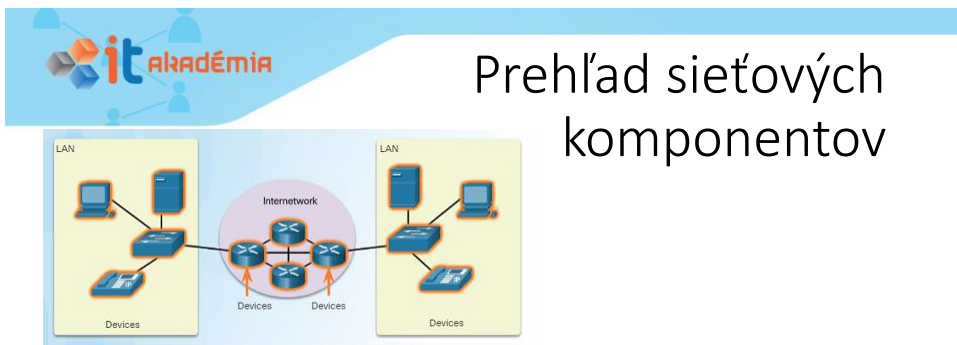 it akadémia
Prehľad sieťových
komponentov
LAN
LAN
Internetwork
Devices
Devices
Devices
Devices